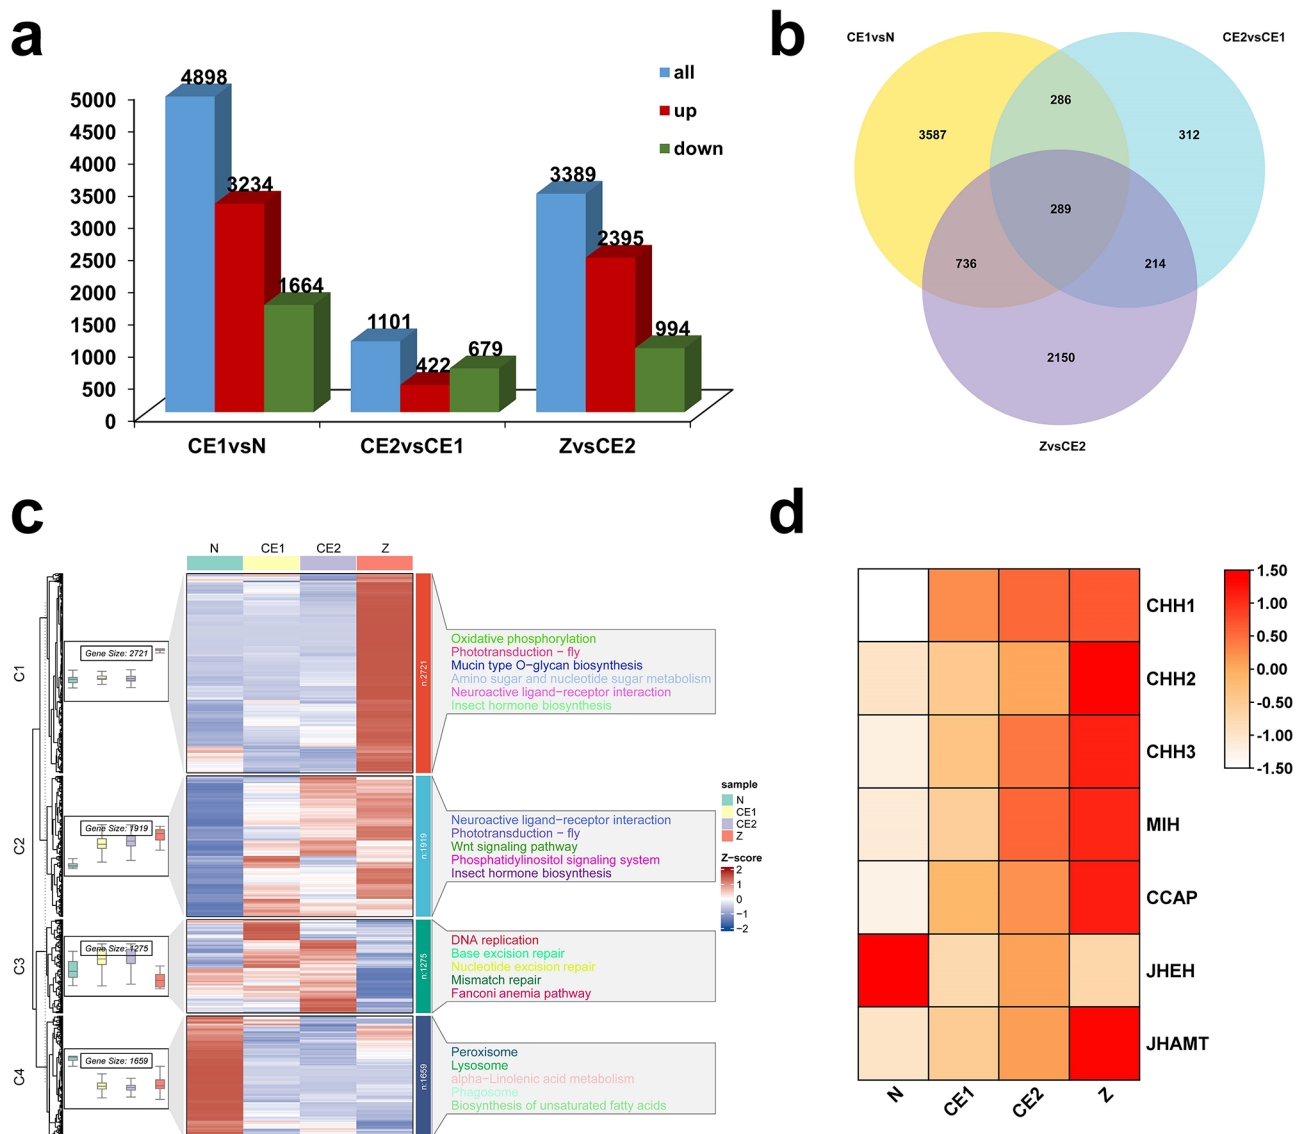 a
4898
3234
1664
1101
422
679
3389
2395
994
all
up
down
5000
4500
4000
3500
3000
2500
2000
1500
1000
500
0
CE1vsN
CE2vsCE1
ZvsCE2
b
CE1vsN
CE2vsCE1
286
3587
312
289
736
214
2150
ZvsCE2
c
N CE1 CE2 Z
C1
Gene Size: 2721
n:2721
Oxidative phosphorylation
Phototransduction − fly
Mucin type O−glycan biosynthesis
Amino sugar and nucleotide sugar metabolism
Neuroactive ligand−receptor interaction
Insect hormone biosynthesis
C2
Gene Size: 1919
n:1919
Neuroactive ligand−receptor interaction
Phototransduction − fly
Wnt signaling pathway
Phosphatidylinositol signaling system
Insect hormone biosynthesis
C3
Gene Size: 1275
n:1275
DNA replication
Base excision repair
Nucleotide excision repair
Mismatch repair
Fanconi anemia pathway
C4
Gene Size: 1659
n:1659
Peroxisome
Lysosome
alpha−Linolenic acid metabolism
Phagosome
Biosynthesis of unsaturated fatty acids
sample
N
CE1
CE2
Z
Z−score
2
1
0
−1
−2
d
CHH1
CHH2
CHH3
MIH
CCAP
JHEH
JHAMT
N CE1 CE2 Z
1.50
1.00
0.50
0.00
-0.50
-1.00
-1.50